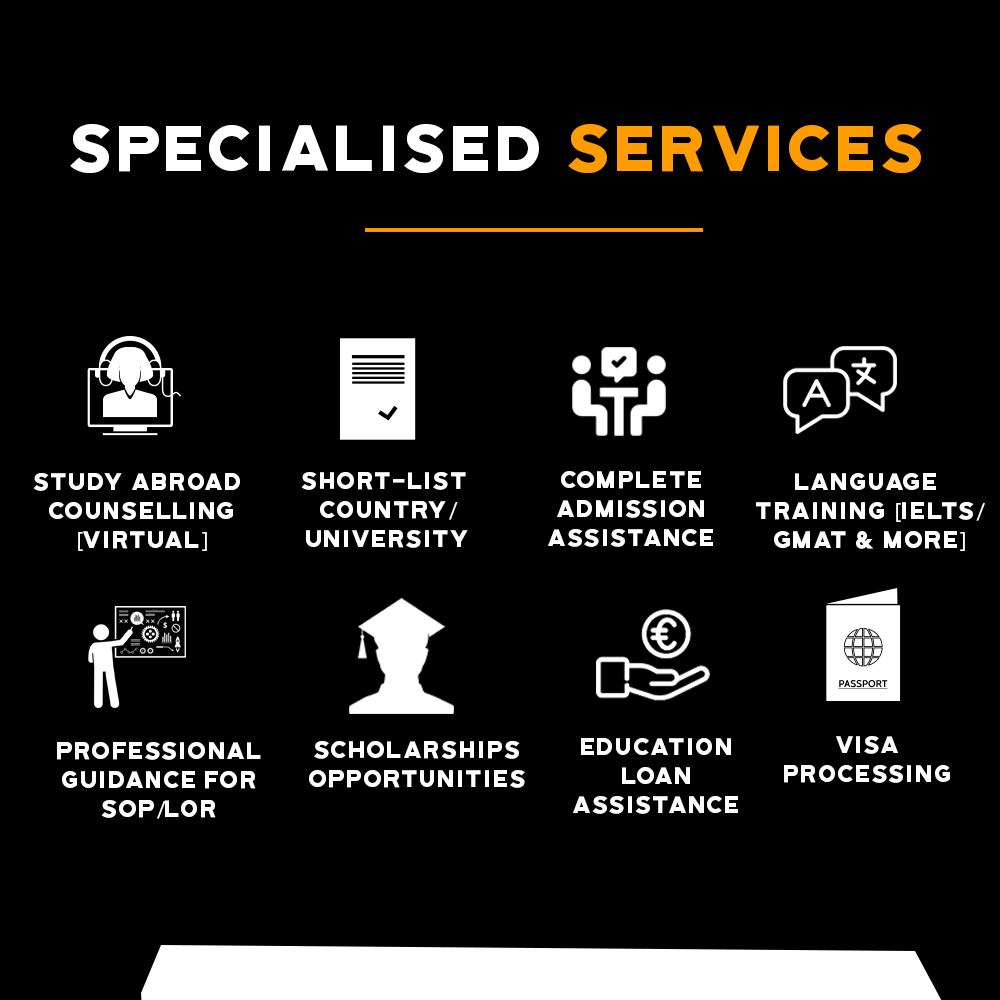 SPECIALISED SERVICES
STUDY ABROAD
COUNSELLING
[VIRTUAL]
SHORT-LIST
COUNTRY/
UNIVERSITY
COMPLETE
ADMISSION
ASSISTANCE
A 文
LANGUAGE
TRAINING [IELTS/
GMAT & MORE]
PROFESSIONAL
GUIDANCE FOR
SOP/LOR
SCHOLARSHIPS
OPPORTUNITIES
€
EDUCATION
LOAN
ASSISTANCE
PASSPORT
VISA
PROCESSING